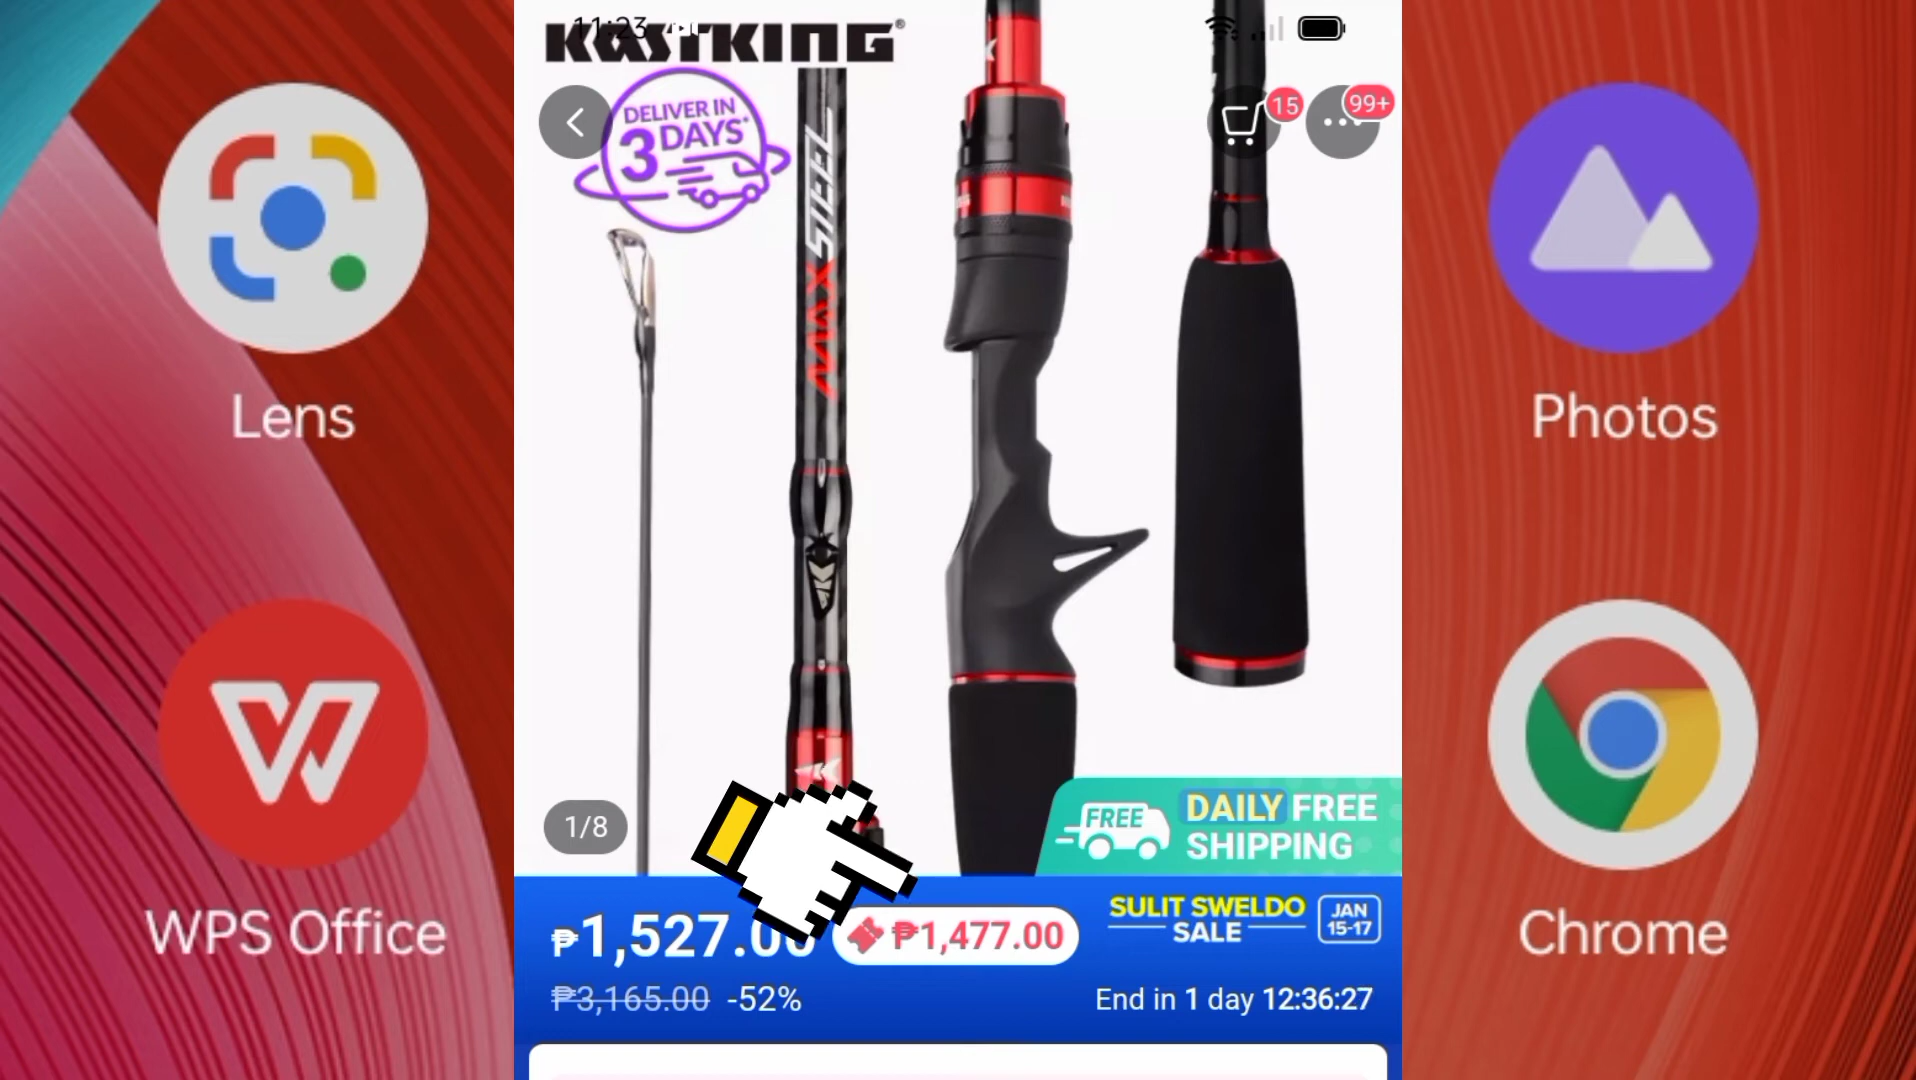 KASTKING®
11:23
DELIVER IN
3 DAYS*
15
99+
MAX STEEL
Lens
Photos
WPS Office
Chrome
1/8
FREE
DAILY FREE
SHIPPING
₱1,527.00
₱1,477.00
SULIT SWELDO
SALE
JAN
15-17
₱3,165.00 -52%
End in 1 day 12:36:27